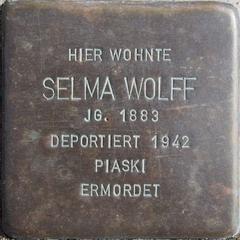 HIER WOHNTE
SELMA WOLFF
JG. 1883
DEPORTIERT 1942
PIASKI
ERMORDET